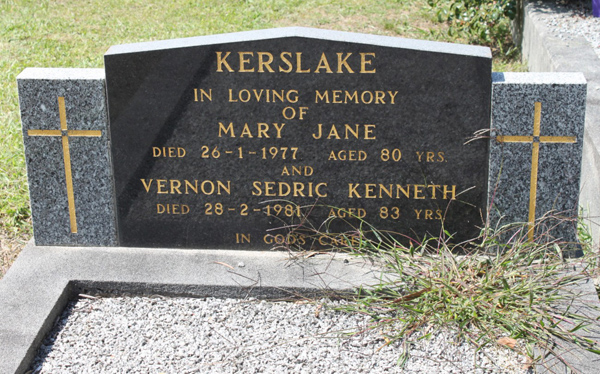 KERSLAKE
IN LOVING MEMORY
OF
MARY JANE
DIED 26-1-1977 AGED 80 YRS.
AND
VERNON SEDRIC KENNETH
DIED 28-2-1981 AGED 83 YRS
IN GODS CARE